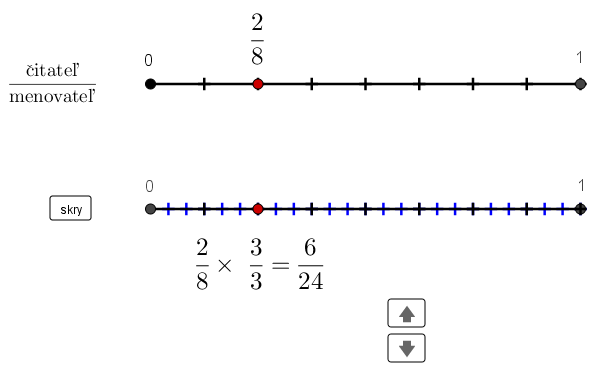 2/8
0 1
čitateľ
menovateľ
0 1
skry
2/8 × 3/3 = 6/24